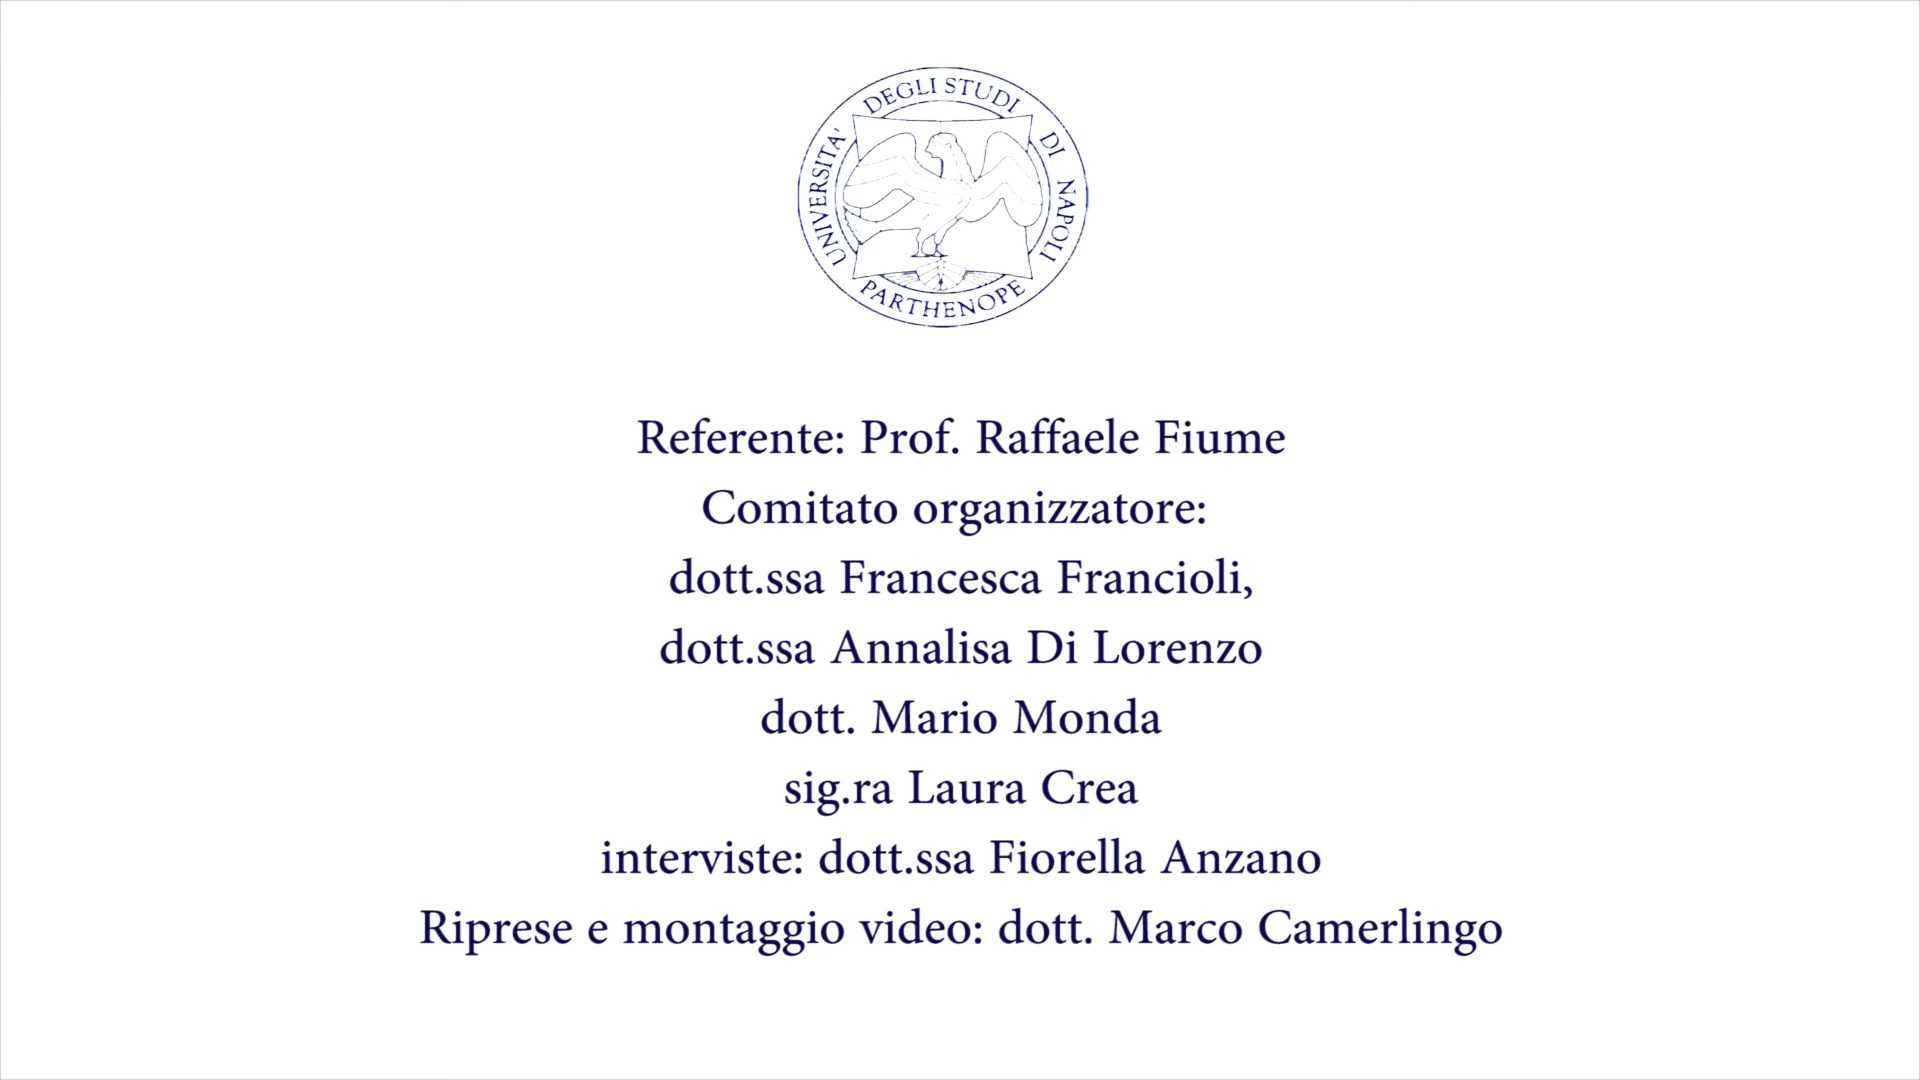 UNIVERSITA' DEGLI STUDI DI NAPOLI
PARTHENOPE
Referente: Prof. Raffaele Fiume
Comitato organizzatore:
dott.ssa Francesca Francioli,
dott.ssa Annalisa Di Lorenzo
dott. Mario Monda
sig.ra Laura Crea
interviste: dott.ssa Fiorella Anzano
Riprese e montaggio video: dott. Marco Camerlingo